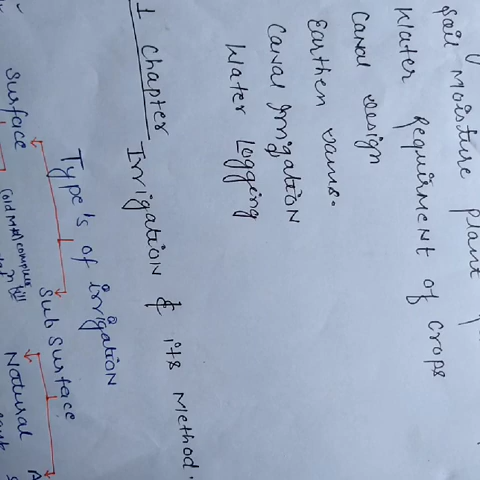 Soil Moisture Plant
Water Requirment of Crops
Canal Design
Earthen Dams.
Canal Irrigation
Water Logging
1 Chapter Irrigation & its Method.
Type's of irrigation
Surface Sub Surface
Natural